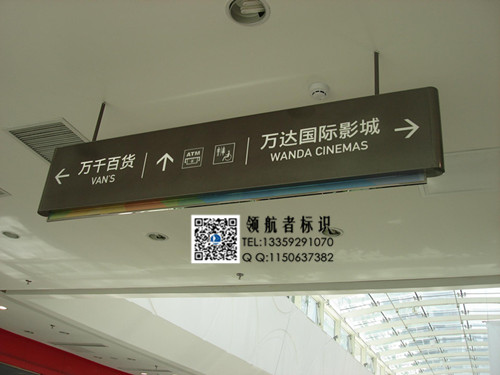 ← 万千百货
VAN'S
↑
ATM
万达国际影城 →
WANDA CINEMAS
领航者标识
TEL:13359291070
Q Q:1150637382